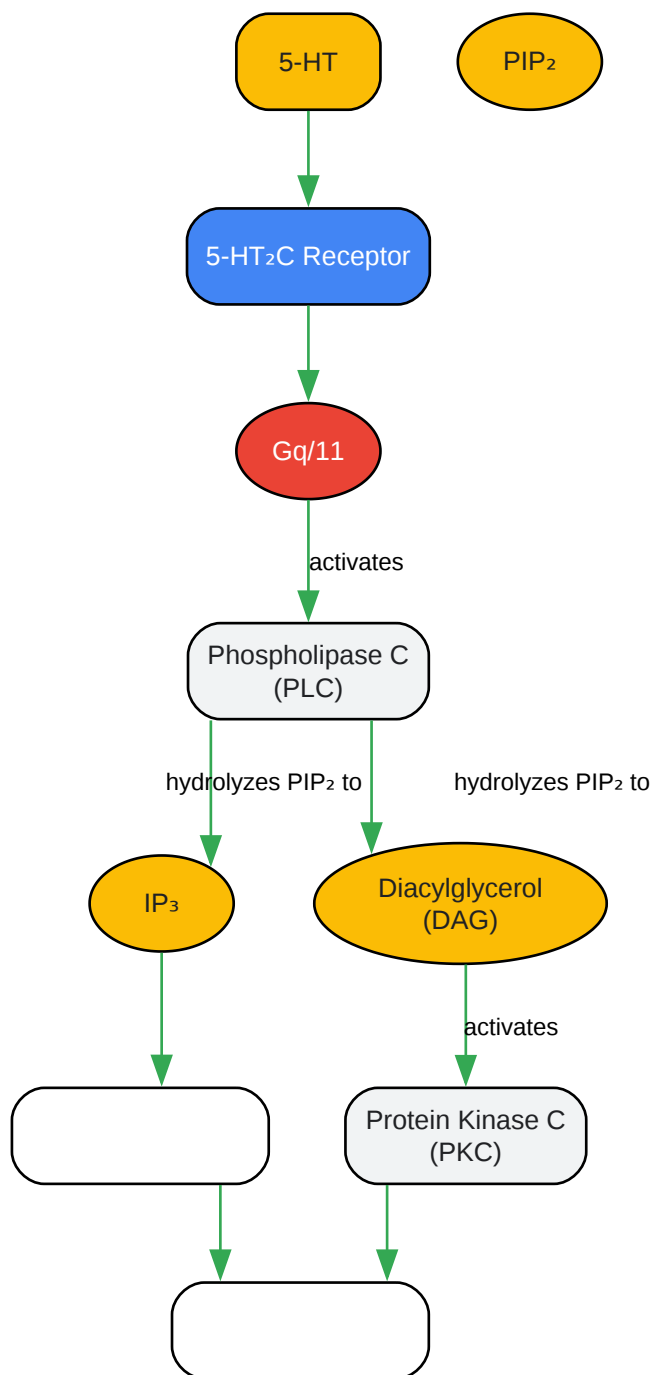 5-HT
PIP₂
5-HT₂C Receptor
Gq/11
activates
Phospholipase C
(PLC)
hydrolyzes PIP₂ to
hydrolyzes PIP₂ to
IP₃
Diacylglycerol
(DAG)
activates
Protein Kinase C
(PKC)